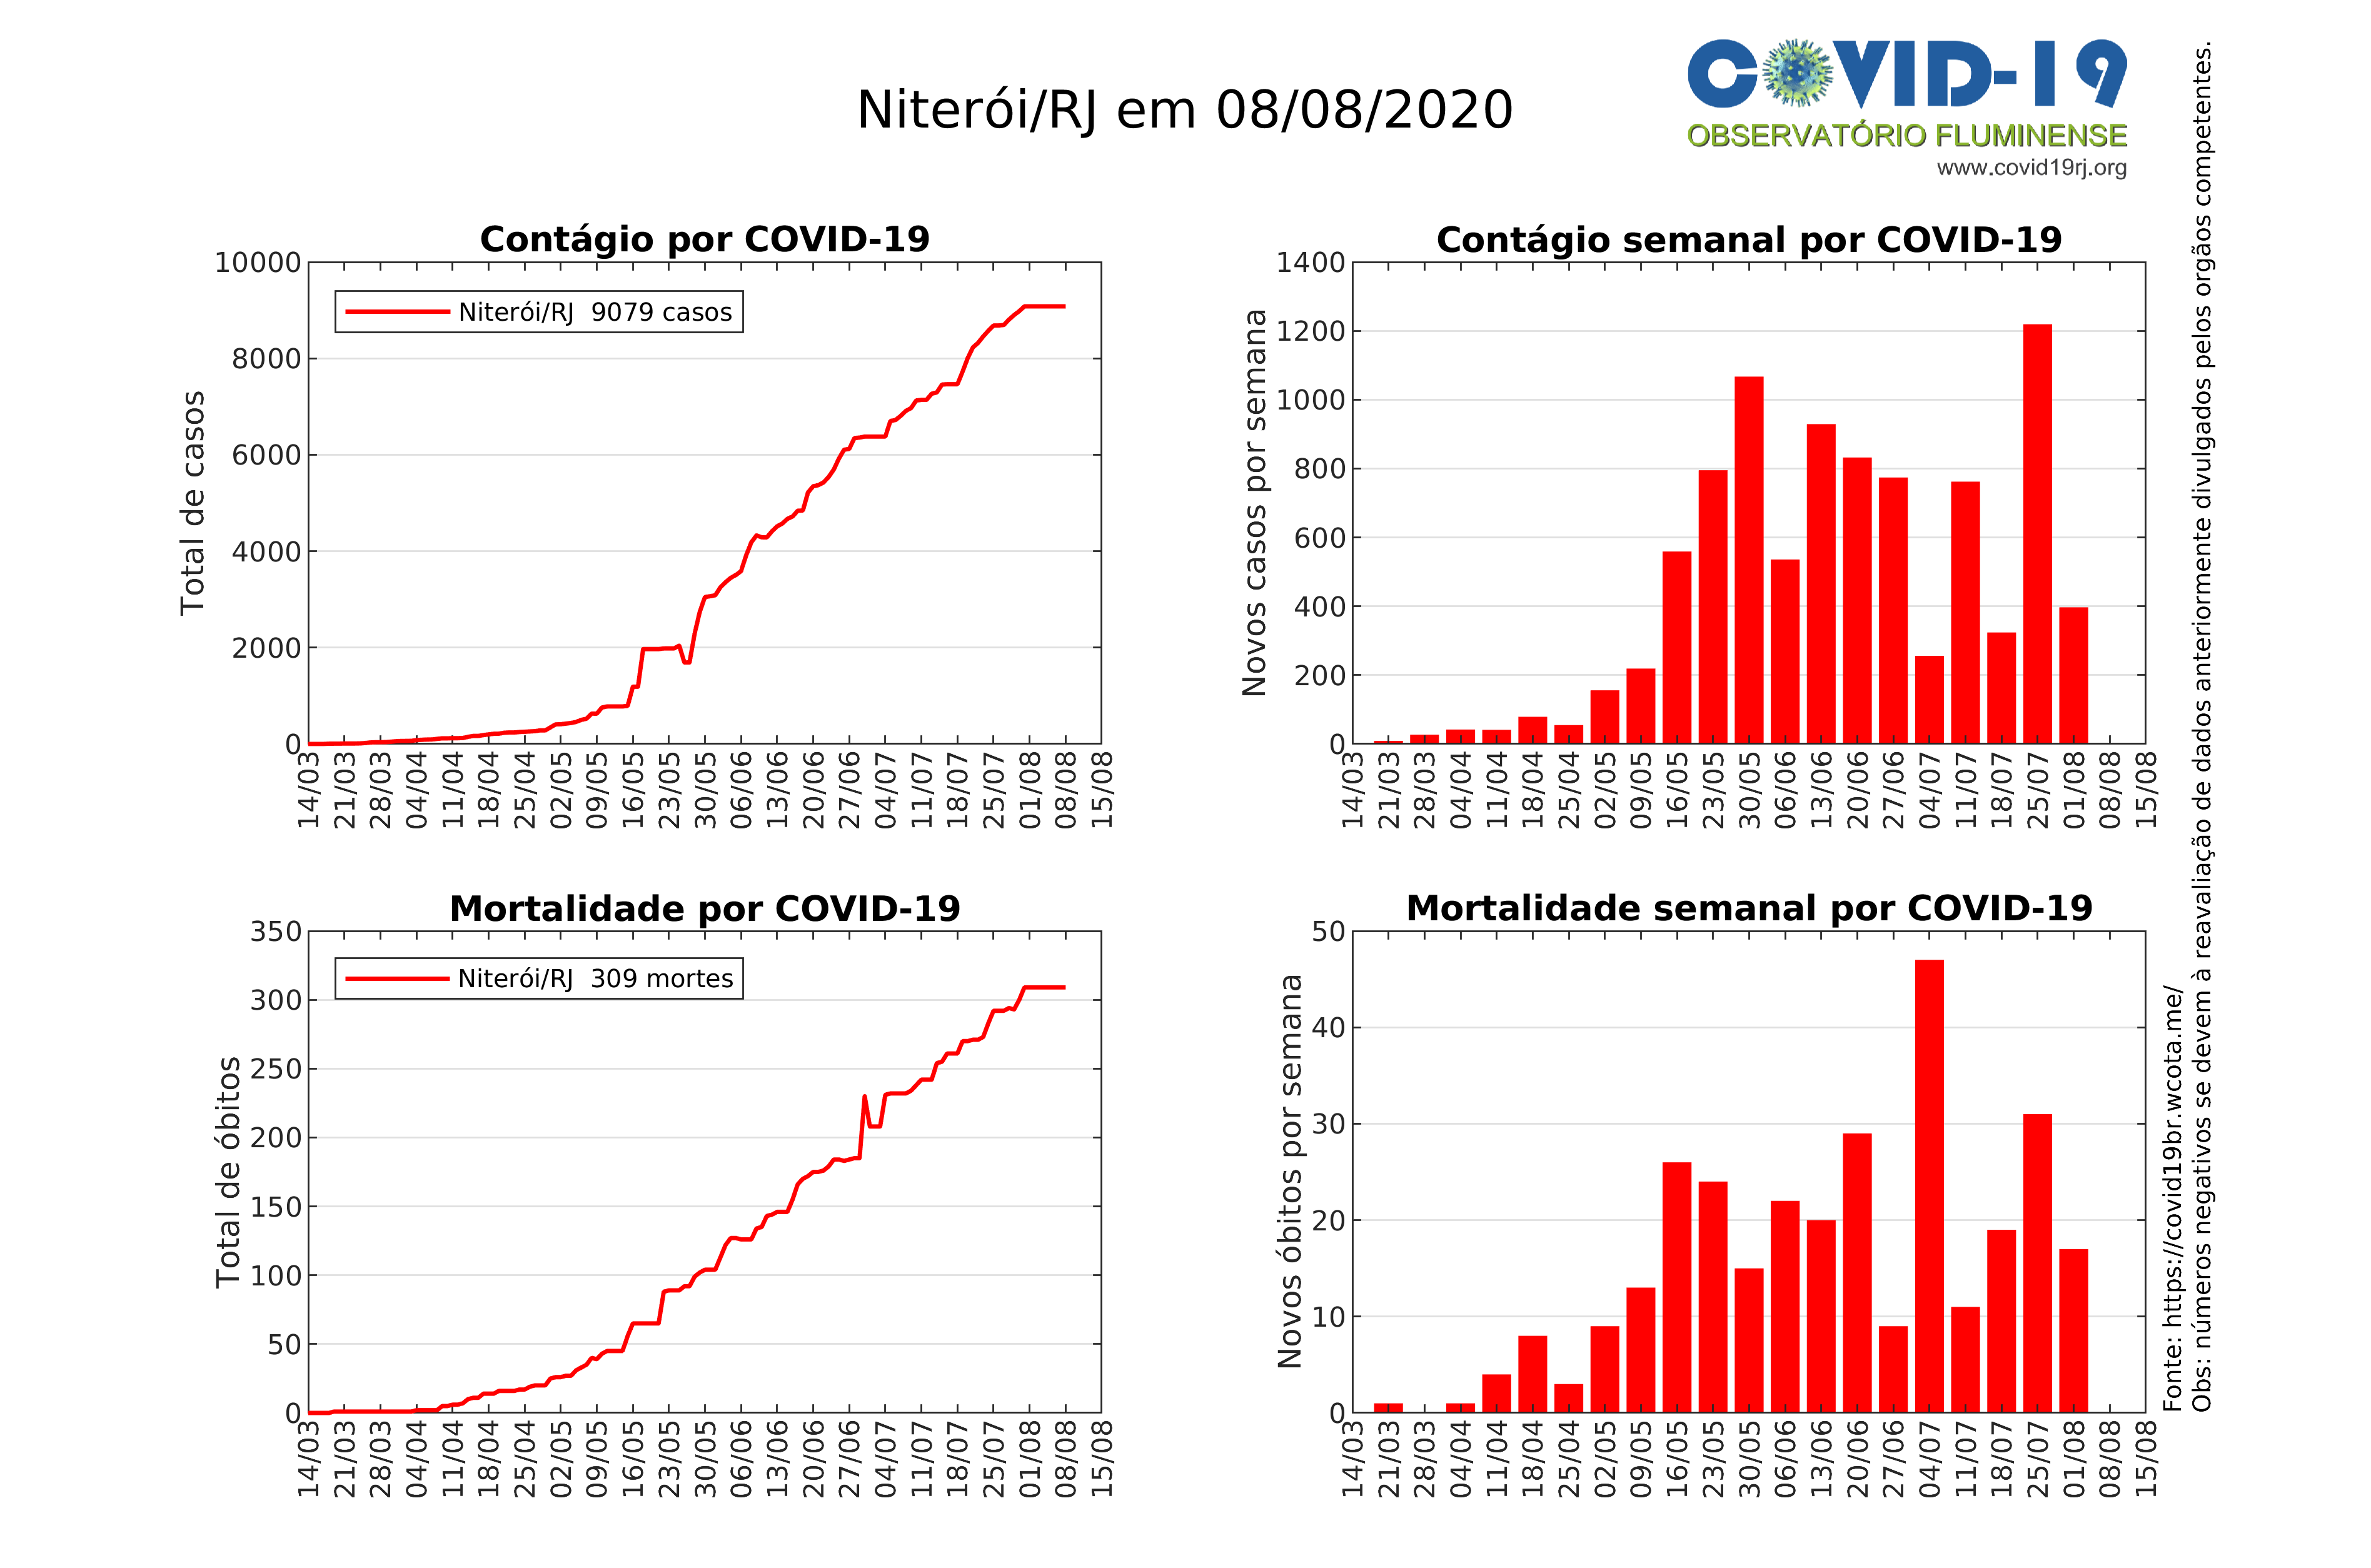 Niterói/RJ em 08/08/2020
COVID-19
OBSERVATÓRIO FLUMINENSE
www.covid19rj.org
Contágio por COVID-19
Total de casos
10000
8000
6000
4000
2000
0
Niterói/RJ 9079 casos
14/03 21/03 28/03 04/04 11/04 18/04 25/04 02/05 09/05 16/05 23/05 30/05 06/06 13/06 20/06 27/06 04/07 11/07 18/07 25/07 01/08 08/08 15/08
Contágio semanal por COVID-19
Novos casos por semana
1400
1200
1000
800
600
400
200
0
14/03 21/03 28/03 04/04 11/04 18/04 25/04 02/05 09/05 16/05 23/05 30/05 06/06 13/06 20/06 27/06 04/07 11/07 18/07 25/07 01/08 08/08 15/08
Mortalidade por COVID-19
Total de óbitos
350
300
250
200
150
100
50
0
Niterói/RJ 309 mortes
14/03 21/03 28/03 04/04 11/04 18/04 25/04 02/05 09/05 16/05 23/05 30/05 06/06 13/06 20/06 27/06 04/07 11/07 18/07 25/07 01/08 08/08 15/08
Mortalidade semanal por COVID-19
Novos óbitos por semana
50
40
30
20
10
0
14/03 21/03 28/03 04/04 11/04 18/04 25/04 02/05 09/05 16/05 23/05 30/05 06/06 13/06 20/06 27/06 04/07 11/07 18/07 25/07 01/08 08/08 15/08
Fonte: https://covid19br.wcota.me/
Obs: números negativos se devem à reavaliação de dados anteriormente divulgados pelos orgãos competentes.